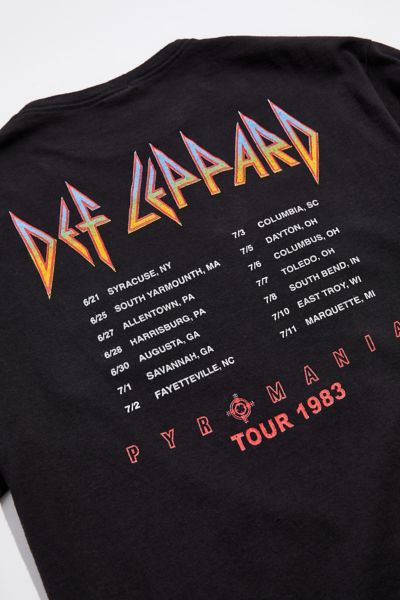 DEF LEPPARD
6/21 SYRACUSE, NY
6/25 SOUTH YARMOUNTH, MA
6/27 ALLENTOWN, PA
6/28 HARRISBURG, PA
6/30 AUGUSTA, GA
7/1 SAVANNAH, GA
7/2 FAYETTEVILLE, NC
7/3 COLUMBIA, SC
7/5 DAYTON, OH
7/6 COLUMBUS, OH
7/7 TOLEDO, OH
7/8 SOUTH BEND, IN
7/10 EAST TROY, WI
7/11 MARQUETTE, MI
PYROMANIA
TOUR 1983